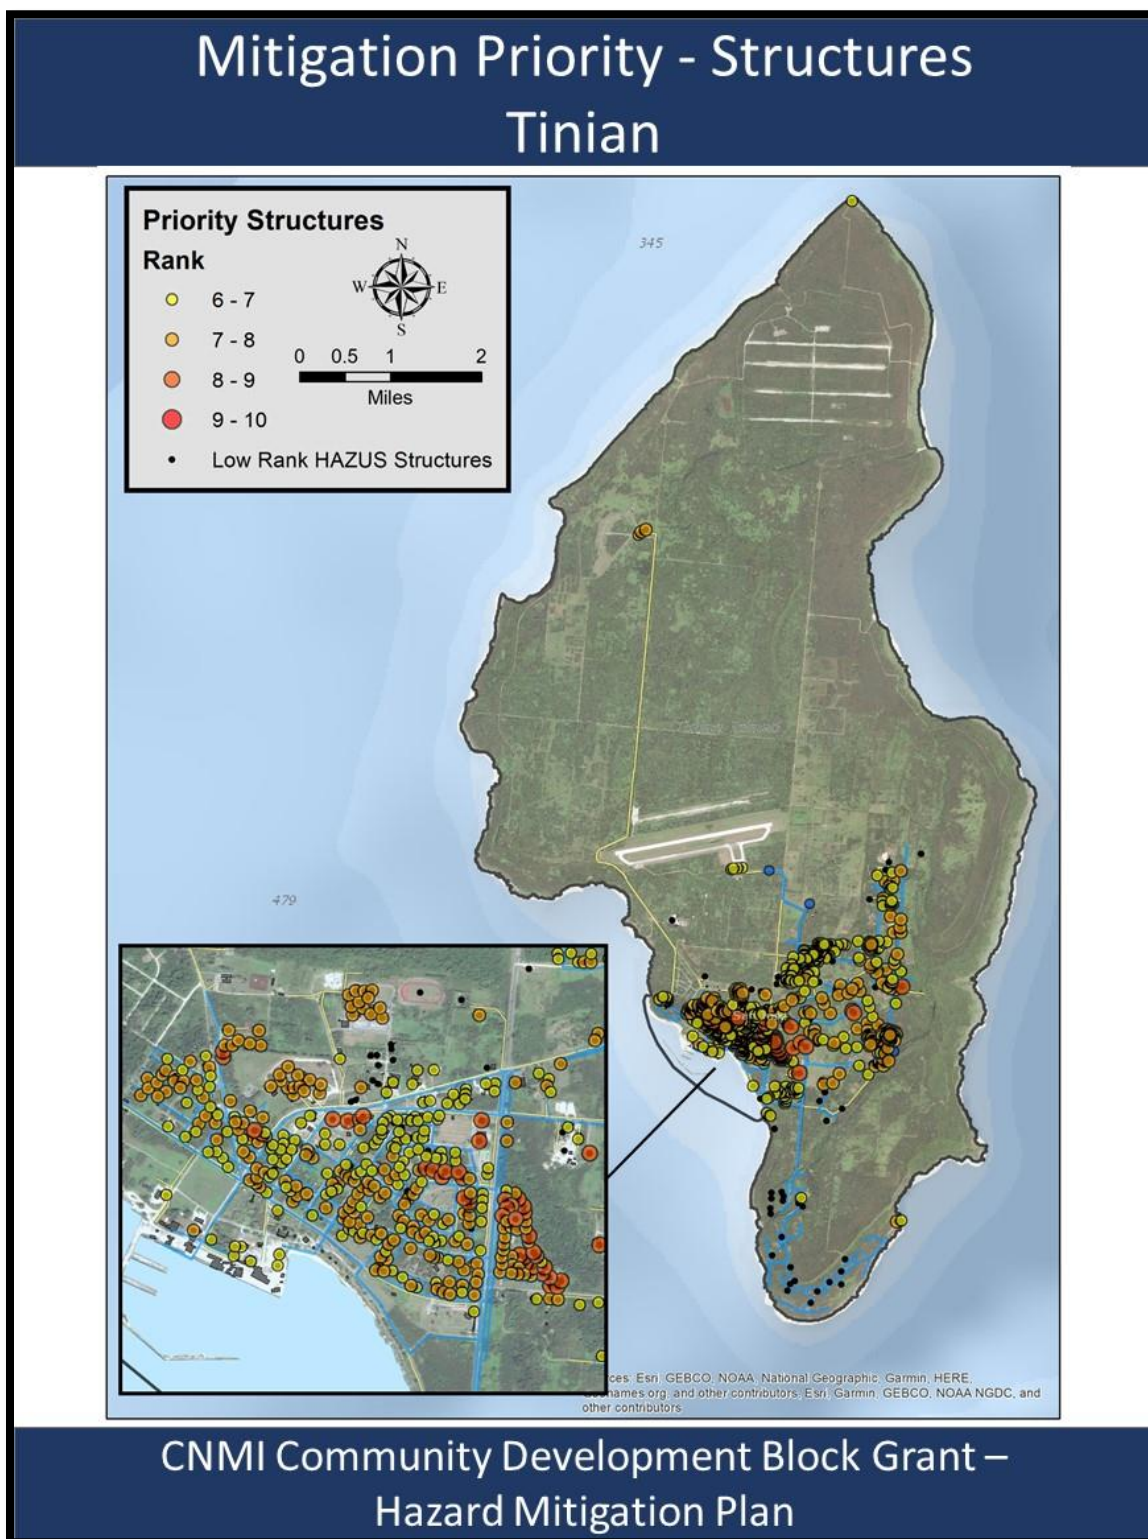 Mitigation Priority - Structures
Tinian
Priority Structures
Rank
6 - 7
7 - 8
8 - 9
9 - 10
Low Rank HAZUS Structures
N
W
E
S
0 0.5 1 2
Miles
345
479
rces: Esri, GEBCO, NOAA, National Geographic, Garmin, HERE,
names.org, and other contributors, Esri, Garmin, GEBCO, NOAA NGDC, and
other contributors
CNMI Community Development Block Grant –
Hazard Mitigation Plan